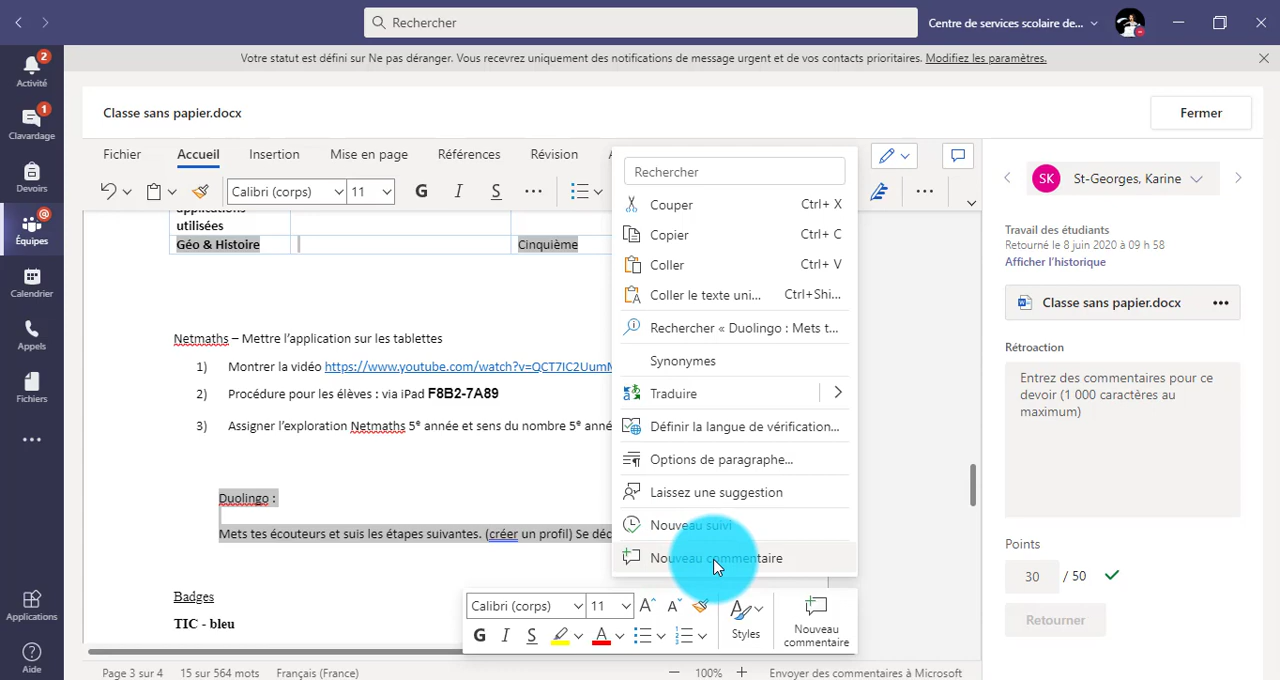 Rechercher
Centre de services scolaire de...
Votre statut est défini sur Ne pas déranger. Vous recevrez uniquement des notifications de message urgent et de vos contacts prioritaires. Modifiez les paramètres.
2
Activité
1
Clavardage
Devoirs
@
Équipes
Calendrier
Appels
Fichiers
Applications
Aide
Classe sans papier.docx
Fermer
Fichier
Accueil
Insertion
Mise en page
Références
Révision
Calibri (corps)
11
G
I
S
utilisées
Géo & Histoire
Cinquième
Netmaths – Mettre l'application sur les tablettes
1) Montrer la vidéo https://www.youtube.com/watch?v=QCT7IC2Uum
2) Procédure pour les élèves : via iPad F8B2-7A89
3) Assigner l'exploration Netmaths 5e année et sens du nombre 5e anné
Duolingo :
Mets tes écouteurs et suis les étapes suivantes. (créer un profil) Se déc
Badges
TIC - bleu
Rechercher
Couper Ctrl+ X
Copier Ctrl+ C
Coller Ctrl+ V
Coller le texte uni... Ctrl+Shi...
Rechercher « Duolingo : Mets t...
Synonymes
Traduire
Définir la langue de vérification...
Options de paragraphe...
Laissez une suggestion
Nouveau suivi
Nouveau commentaire
Calibri (corps)
11
A
A
G
I
S
A
Styles
Nouveau
commentaire
Page 3 sur 4
15 sur 564 mots
Français (France)
100%
Envoyer des commentaires à Microsoft
SK
St-Georges, Karine
Travail des étudiants
Retourné le 8 juin 2020 à 09 h 58
Afficher l'historique
Classe sans papier.docx
Rétroaction
Entrez des commentaires pour ce
devoir (1 000 caractères au
maximum)
Points
30 / 50
Retourner